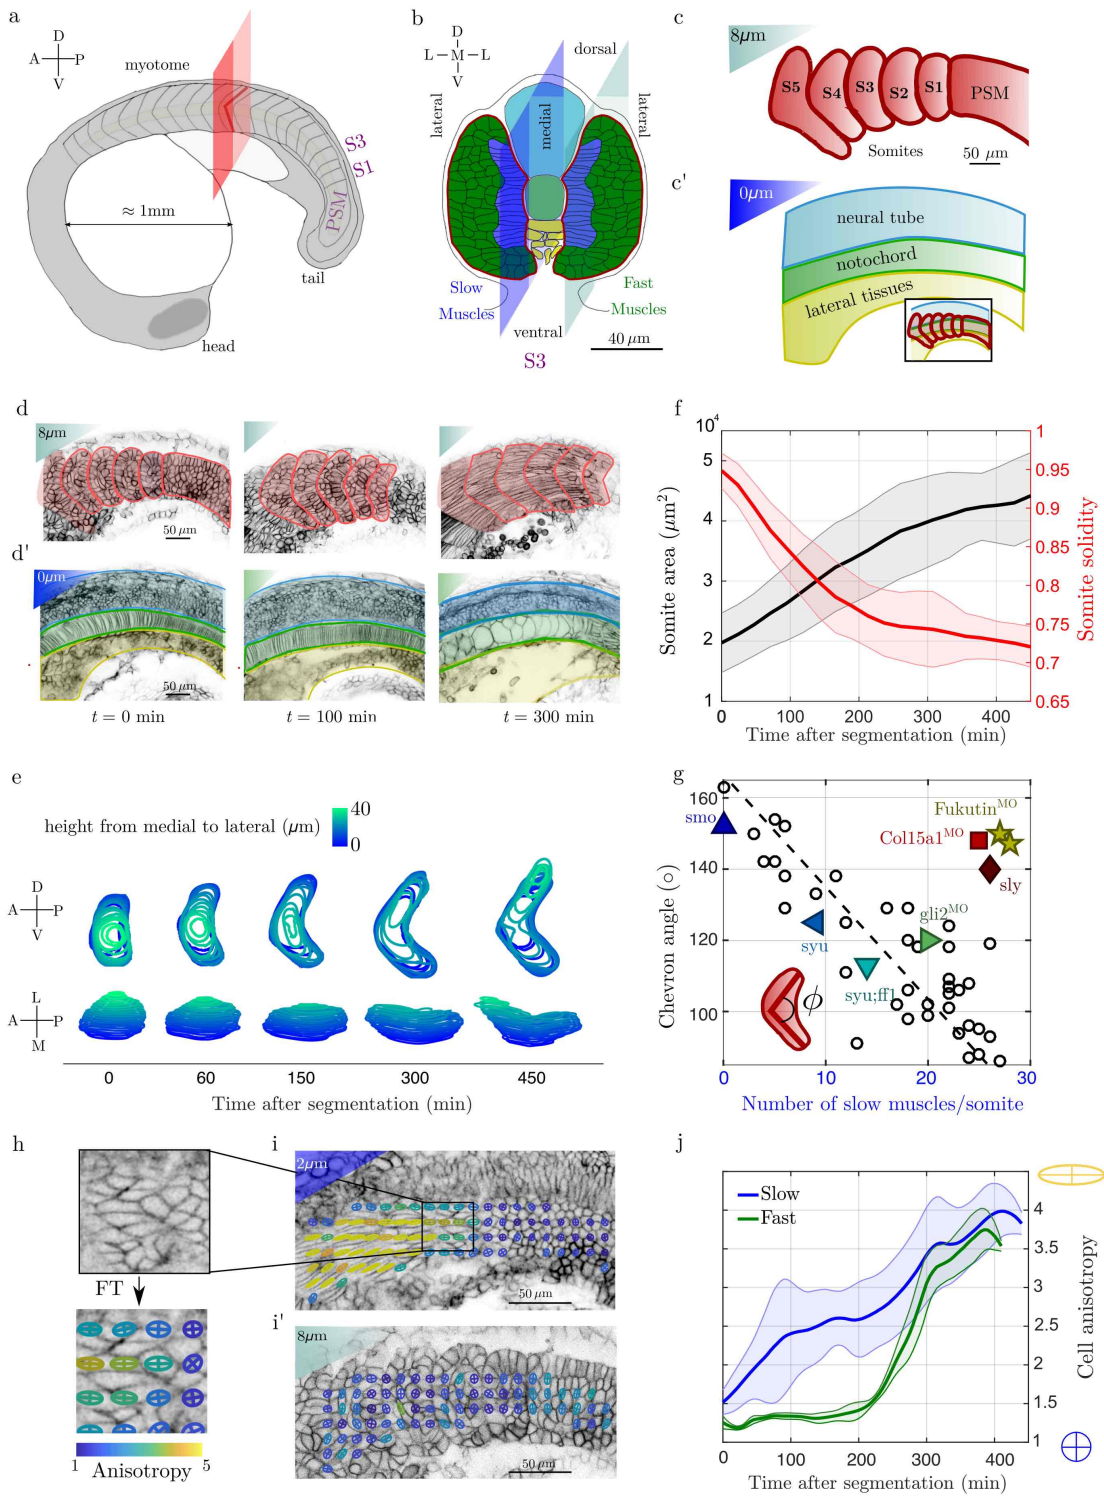 a
D
A
P
V
myotome
S3
S1
PSM
≈ 1mm
tail
head
b
D
L
M
L
V
dorsal
lateral
medial
lateral
Slow
Muscles
Fast
Muscles
ventral
40 μm
S3
c
8μm
S5
S4
S3
S2
S1
PSM
Somites
50 μm
c'
0μm
neural tube
notochord
lateral tissues
d
8μm
50 μm
d'
0μm
50 μm
t = 0 min
t = 100 min
t = 300 min
e
height from medial to lateral (μm)
40
0
D
A
P
V
L
A
P
M
0
60
150
300
450
Time after segmentation (min)
f
10⁴
5
4
3
2
1
Somite area (μm²)
1
0.95
0.9
0.85
0.8
0.75
0.7
0.65
Somite solidity
0
100
200
300
400
Time after segmentation (min)
g
160
140
120
100
Chevron angle (○)
smo
syu
syu;ff1
gli2ᴹᴼ
Fukutinᴹᴼ
Col15a1ᴹᴼ
sly
ϕ
0
10
20
30
Number of slow muscles/somite
h
FT
1
5
Anisotropy
i
2μm
50 μm
i'
8μm
50 μm
j
Slow
Fast
4
3.5
3
2.5
2
1.5
1
Cell anisotropy
0
100
200
300
400
Time after segmentation (min)